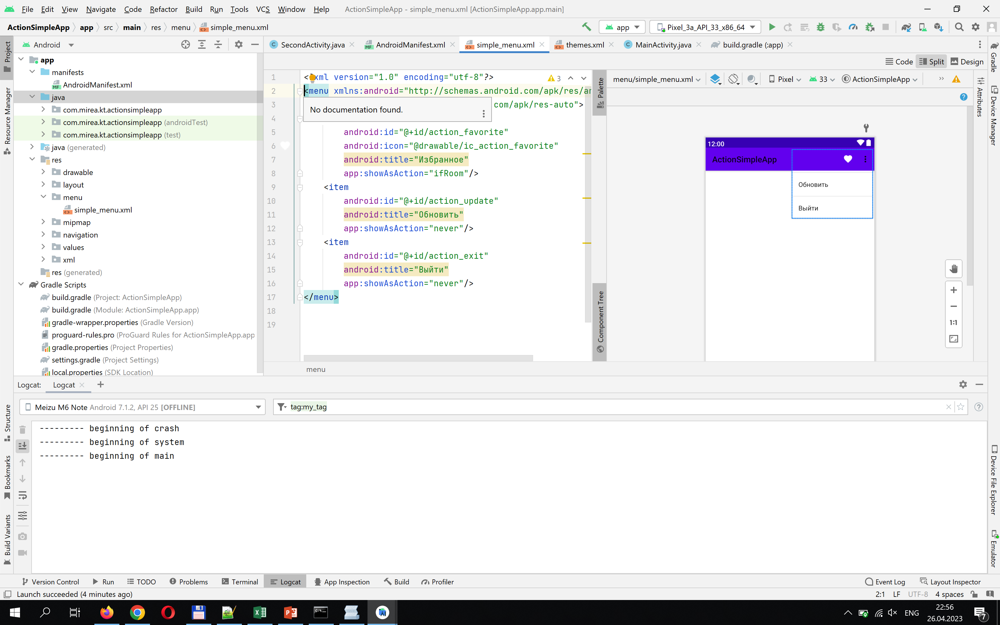 File Edit View Navigate Code Refactor Build Run Tools VCS Window Help ActionSimpleApp - simple_menu.xml [ActionSimpleApp.app.main]
ActionSimpleApp app src main res menu simple_menu.xml app Pixel_3a_API_33_x86_64
Android SecondActivity.java AndroidManifest.xml simple_menu.xml themes.xml MainActivity.java build.gradle (:app)
Code Split Design
Project
Resource Manager
Structure
Bookmarks
Build Variants
app
manifests
AndroidManifest.xml
java
com.mirea.kt.actionsimpleapp
com.mirea.kt.actionsimpleapp (androidTest)
com.mirea.kt.actionsimpleapp (test)
java (generated)
res
drawable
layout
menu
simple_menu.xml
mipmap
navigation
values
xml
res (generated)
Gradle Scripts
build.gradle (Project: ActionSimpleApp)
build.gradle (Module: ActionSimpleApp.app)
gradle-wrapper.properties (Gradle Version)
proguard-rules.pro (ProGuard Rules for ActionSimpleApp.app
gradle.properties (Project Properties)
settings.gradle (Project Settings)
local.properties (SDK Location)
1 <?xml version="1.0" encoding="utf-8"?> 3
2 <menu xmlns:android="http://schemas.android.com/apk/res/an
3 com/apk/res-auto">
No documentation found.
4
5 android:id="@+id/action_favorite"
6 android:icon="@drawable/ic_action_favorite"
7 android:title="Избранное"
8 app:showAsAction="ifRoom"/>
9 <item
10 android:id="@+id/action_update"
11 android:title="Обновить"
12 app:showAsAction="never"/>
13 <item
14 android:id="@+id/action_exit"
15 android:title="Выйти"
16 app:showAsAction="never"/>
17 </menu>
18
19
menu
Palette
Component Tree
menu/simple_menu.xml Pixel 33 ActionSimpleApp
12:00
ActionSimpleApp
Обновить
Выйти
1:1
Attributes
Gradle
Device Manager
Device File Explorer
Emulator
Logcat: Logcat
Meizu M6 Note Android 7.1.2, API 25 [OFFLINE] tag:my_tag
--------- beginning of crash
--------- beginning of system
--------- beginning of main
Version Control Run TODO Problems Terminal Logcat App Inspection Build Profiler Event Log Layout Inspector
Launch succeeded (4 minutes ago) 2:1 LF UTF-8 4 spaces
ENG 22:56
26.04.2023 7